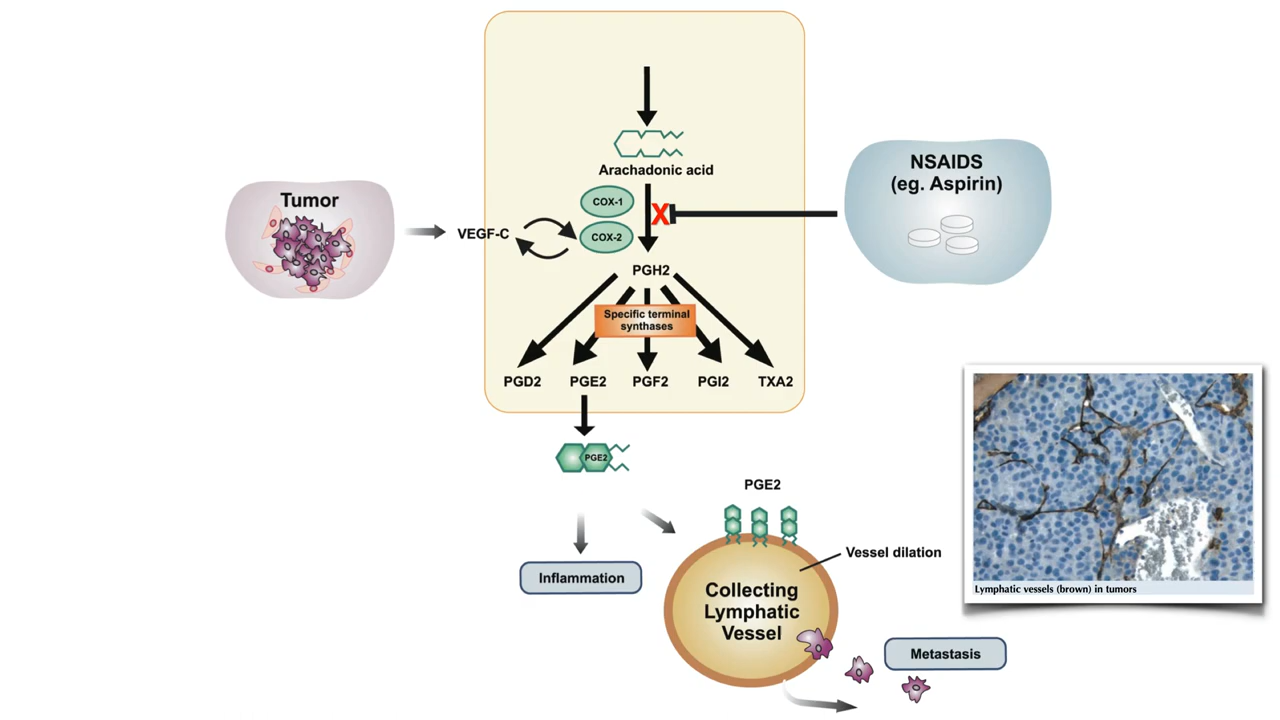 Tumor
VEGF-C
Arachadonic acid
COX-1
COX-2
X
NSAIDS
(eg. Aspirin)
PGH2
Specific terminal
synthases
PGD2 PGE2 PGF2 PGI2 TXA2
PGE2
Inflammation
PGE2
Vessel dilation
Collecting
Lymphatic
Vessel
Metastasis
Lymphatic vessels (brown) in tumors